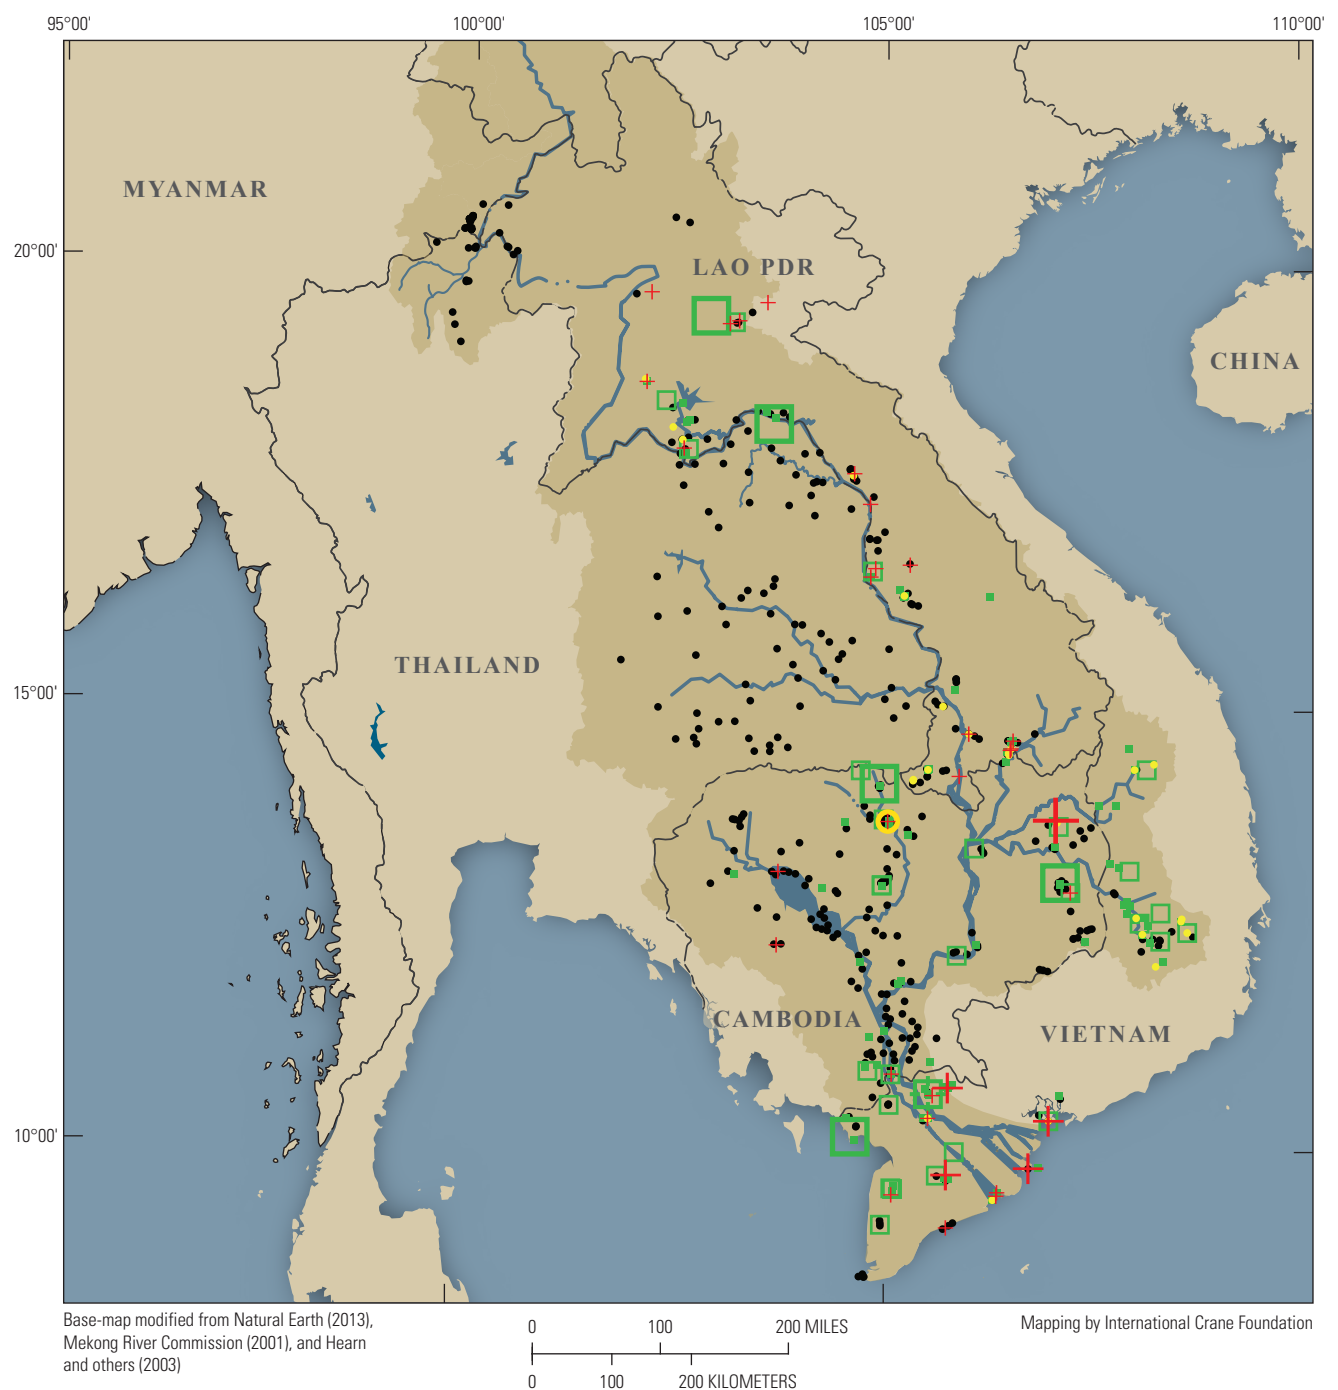 95°00' 100°00' 105°00' 110°00'
MYANMAR
20°00'
LAO PDR
CHINA
THAILAND
15°00'
CAMBODIA
VIETNAM
10°00'
Base-map modified from Natural Earth (2013),
Mekong River Commission (2001), and Hearn
and others (2003)
0 100 200 MILES
0 100 200 KILOMETERS
Mapping by International Crane Foundation